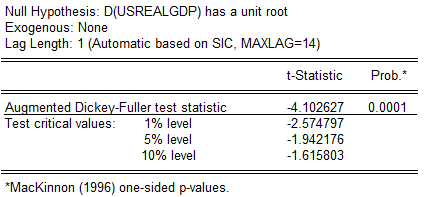 Null Hypothesis: D(USREALGDP) has a unit root
Exogenous: None
Lag Length: 1 (Automatic based on SIC, MAXLAG=14)
t-Statistic Prob.*
Augmented Dickey-Fuller test statistic -4.102627 0.0001
Test critical values: 1% level -2.574797
5% level -1.942176
10% level -1.615803
*MacKinnon (1996) one-sided p-values.